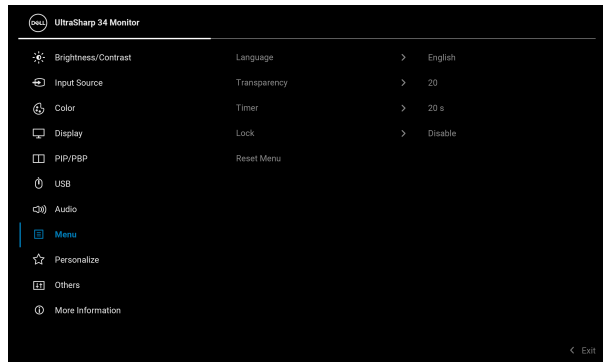 DELL UltraSharp 34 Monitor
Brightness/Contrast Language > English
Input Source Transparency > 20
Color Timer > 20 s
Display Lock > Disable
PIP/PBP Reset Menu
USB
Audio
Menu
Personalize
Others
More Information
< Exit